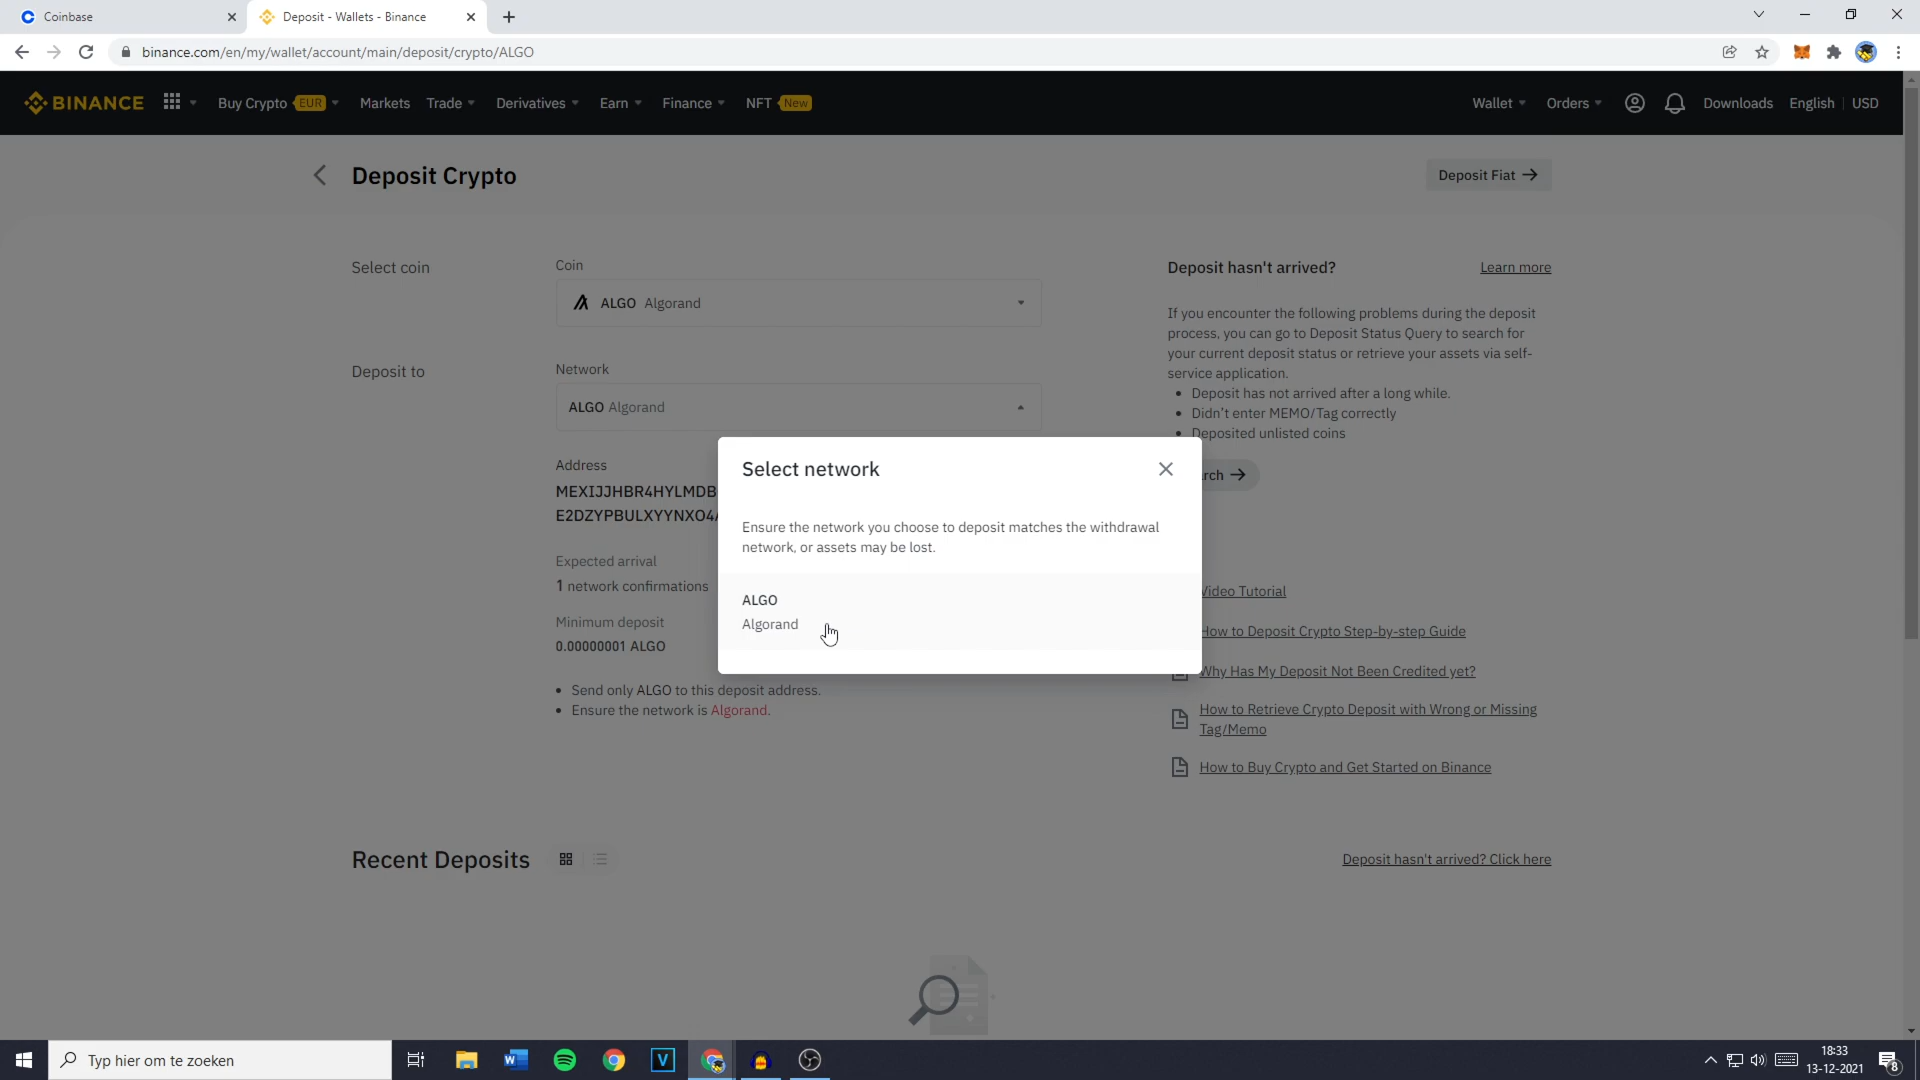 Coinbase
Deposit - Wallets - Binance
binance.com/en/my/wallet/account/main/deposit/crypto/ALGO
BINANCE
Buy Crypto EUR
Markets
Trade
Derivatives
Earn
Finance
NFT New
Wallet
Orders
Downloads
English
USD
Deposit Crypto
Deposit Fiat
Select coin
Coin
ALGO Algorand
Deposit to
Network
ALGO Algorand
Address
MEXIJJHBR4HYLMDB
E2DZYPBULXYYNXO4
Expected arrival
1 network confirmations
Minimum deposit
0.00000001 ALGO
Send only ALGO to this deposit address.
Ensure the network is Algorand.
Select network
Ensure the network you choose to deposit matches the withdrawal
network, or assets may be lost.
ALGO
Algorand
Deposit hasn't arrived?
Learn more
If you encounter the following problems during the deposit
process, you can go to Deposit Status Query to search for
your current deposit status or retrieve your assets via self-
service application.
Deposit has not arrived after a long while.
Didn't enter MEMO/Tag correctly
Deposited unlisted coins
rch
Video Tutorial
How to Deposit Crypto Step-by-step Guide
Why Has My Deposit Not Been Credited yet?
How to Retrieve Crypto Deposit with Wrong or Missing
Tag/Memo
How to Buy Crypto and Get Started on Binance
Recent Deposits
Deposit hasn't arrived? Click here
Typ hier om te zoeken
18:33
13-12-2021
8